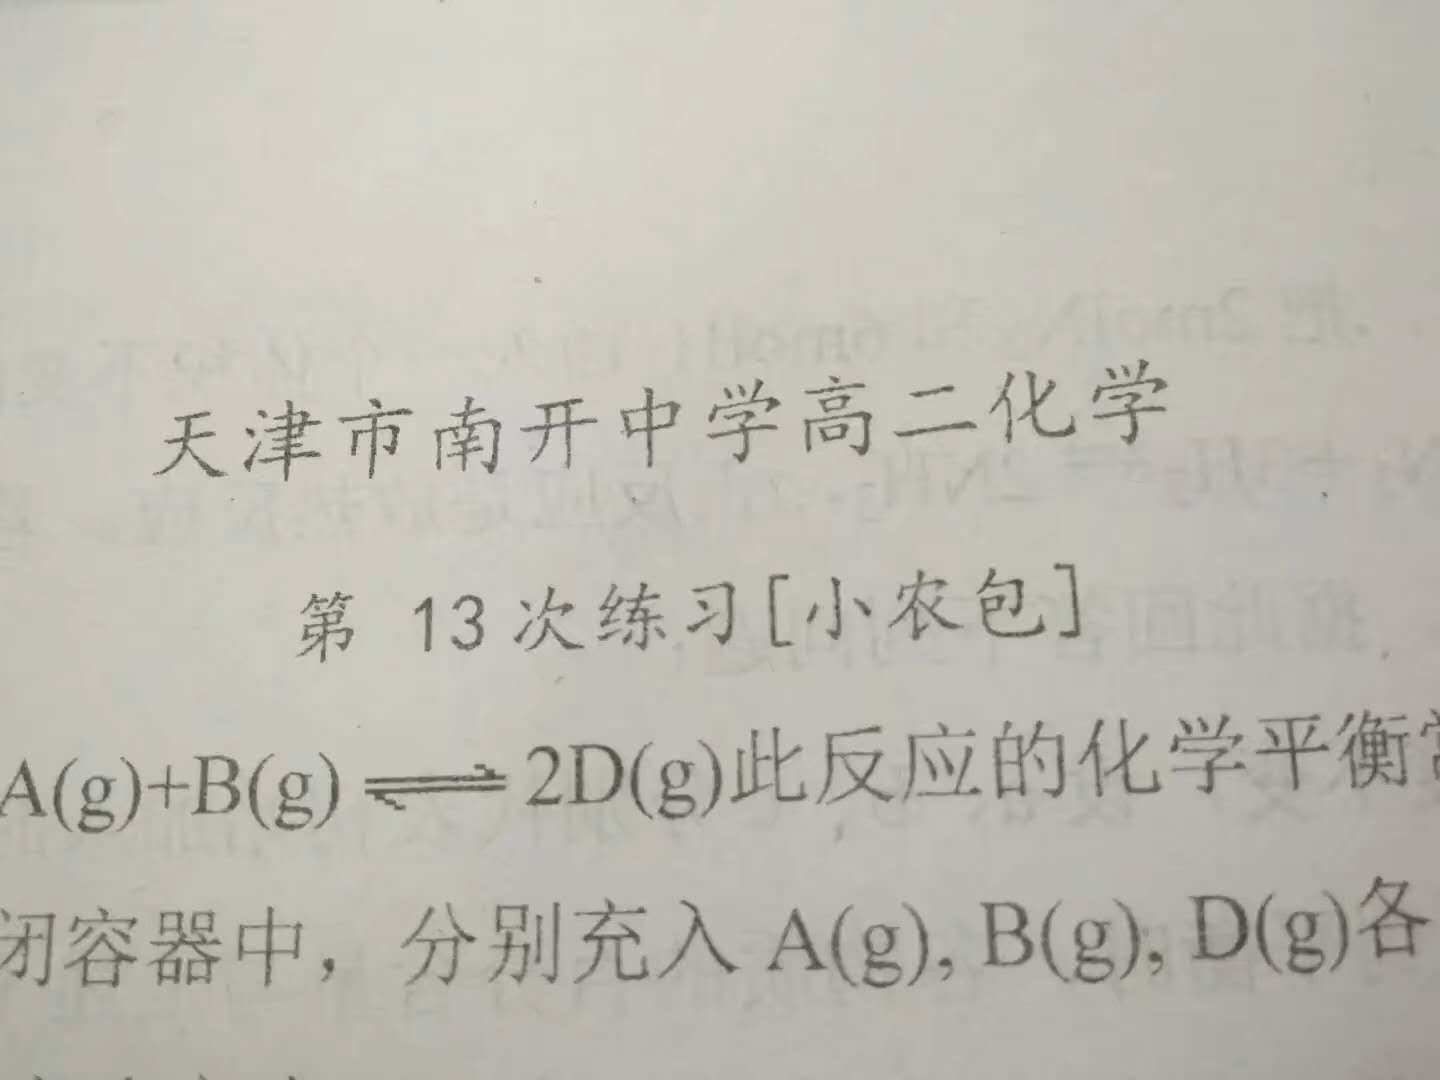 天津市南开中学高二化学
第 13 次练习[小农包]
A(g)+B(g)⇌2D(g)此反应的化学平衡
闭容器中，分别充入 A(g), B(g), D(g)各